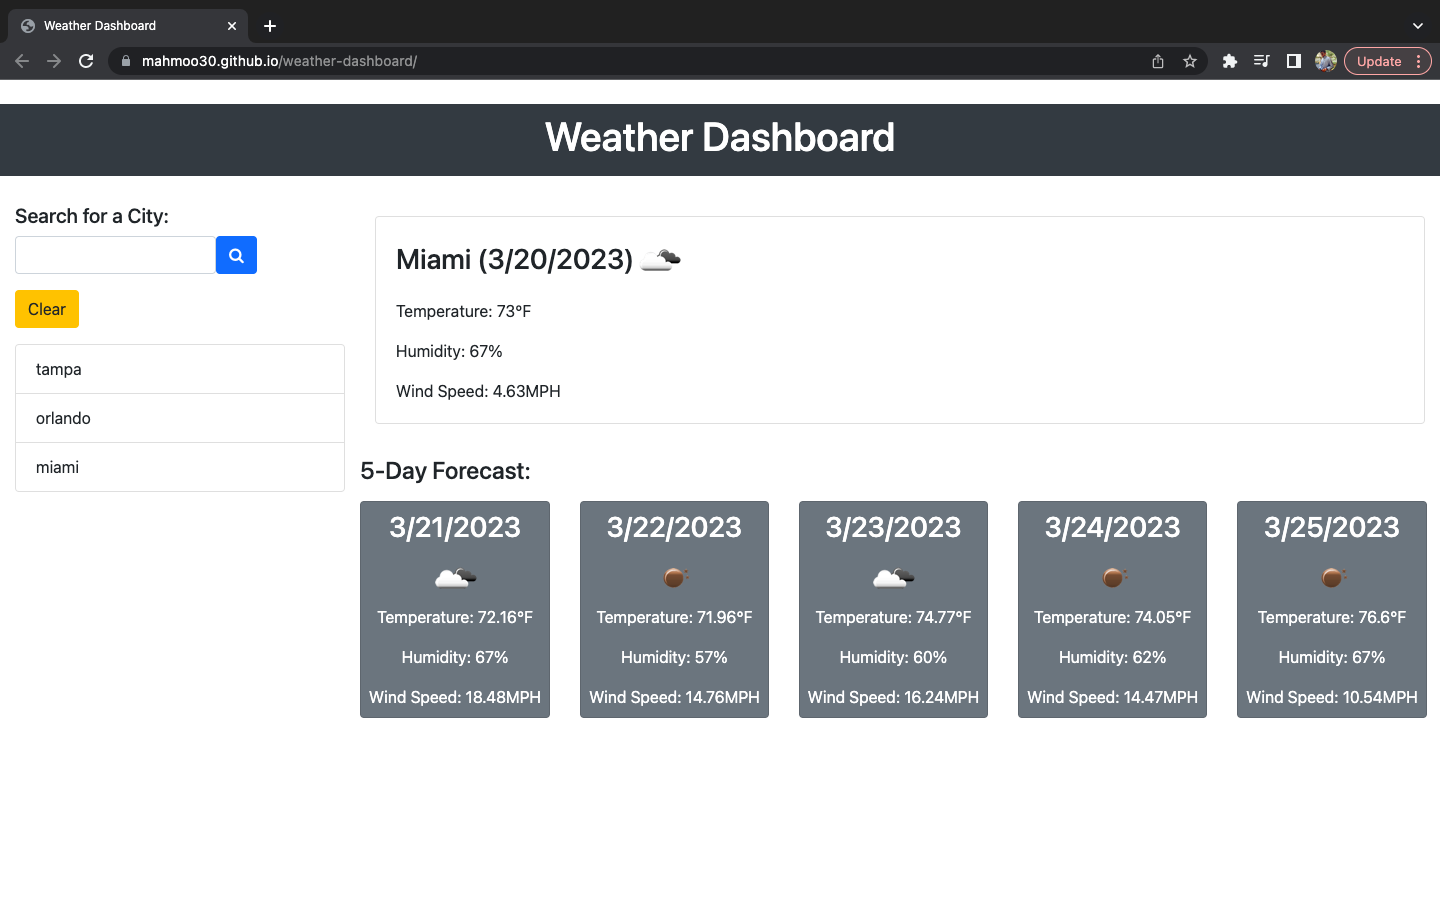 Weather Dashboard
mahmoo30.github.io/weather-dashboard/
Update
Weather Dashboard
Search for a City:
Clear
tampa
orlando
miami
Miami (3/20/2023)
Temperature: 73°F
Humidity: 67%
Wind Speed: 4.63MPH
5-Day Forecast:
3/21/2023
Temperature: 72.16°F
Humidity: 67%
Wind Speed: 18.48MPH
3/22/2023
Temperature: 71.96°F
Humidity: 57%
Wind Speed: 14.76MPH
3/23/2023
Temperature: 74.77°F
Humidity: 60%
Wind Speed: 16.24MPH
3/24/2023
Temperature: 74.05°F
Humidity: 62%
Wind Speed: 14.47MPH
3/25/2023
Temperature: 76.6°F
Humidity: 67%
Wind Speed: 10.54MPH